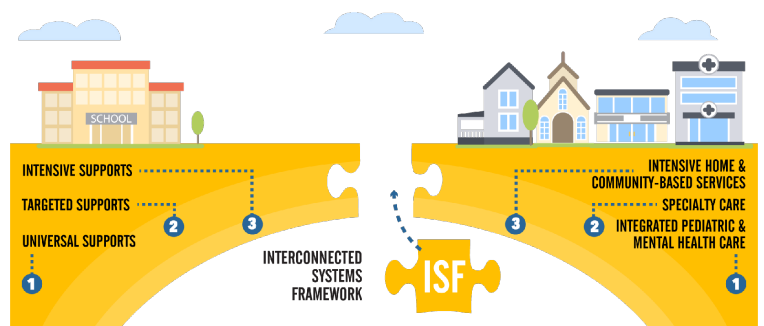 SCHOOL
INTENSIVE SUPPORTS
3
TARGETED SUPPORTS
2
UNIVERSAL SUPPORTS
1
INTERCONNECTED
SYSTEMS
FRAMEWORK
ISF
INTENSIVE HOME &
COMMUNITY-BASED SERVICES
3
SPECIALTY CARE
2
INTEGRATED PEDIATRIC &
MENTAL HEALTH CARE
1